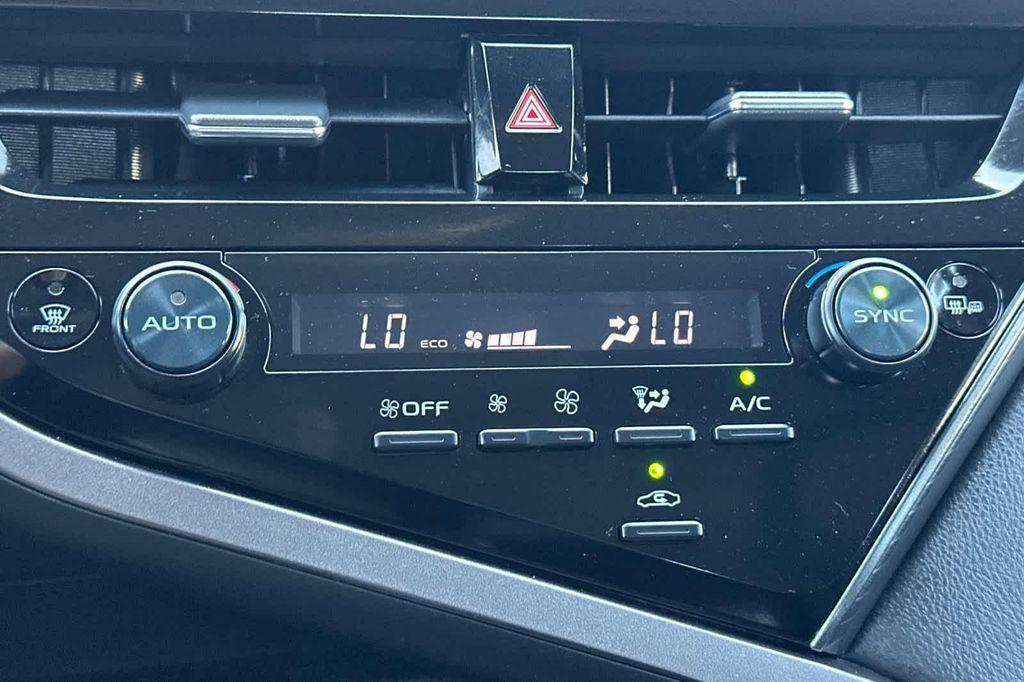 FRONT
AUTO
LO ECO LO
SYNC
OFF
A/C